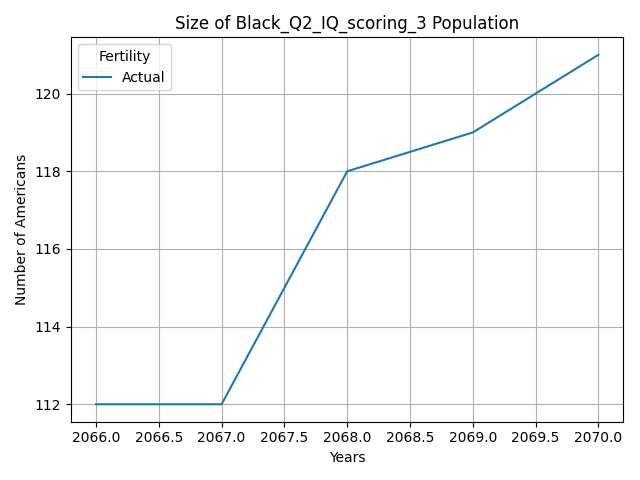 Size of Black_Q2_IQ_scoring_3 Population
Fertility
Actual
Number of Americans
120
118
116
114
112
2066.0 2066.5 2067.0 2067.5 2068.0 2068.5 2069.0 2069.5 2070.0
Years